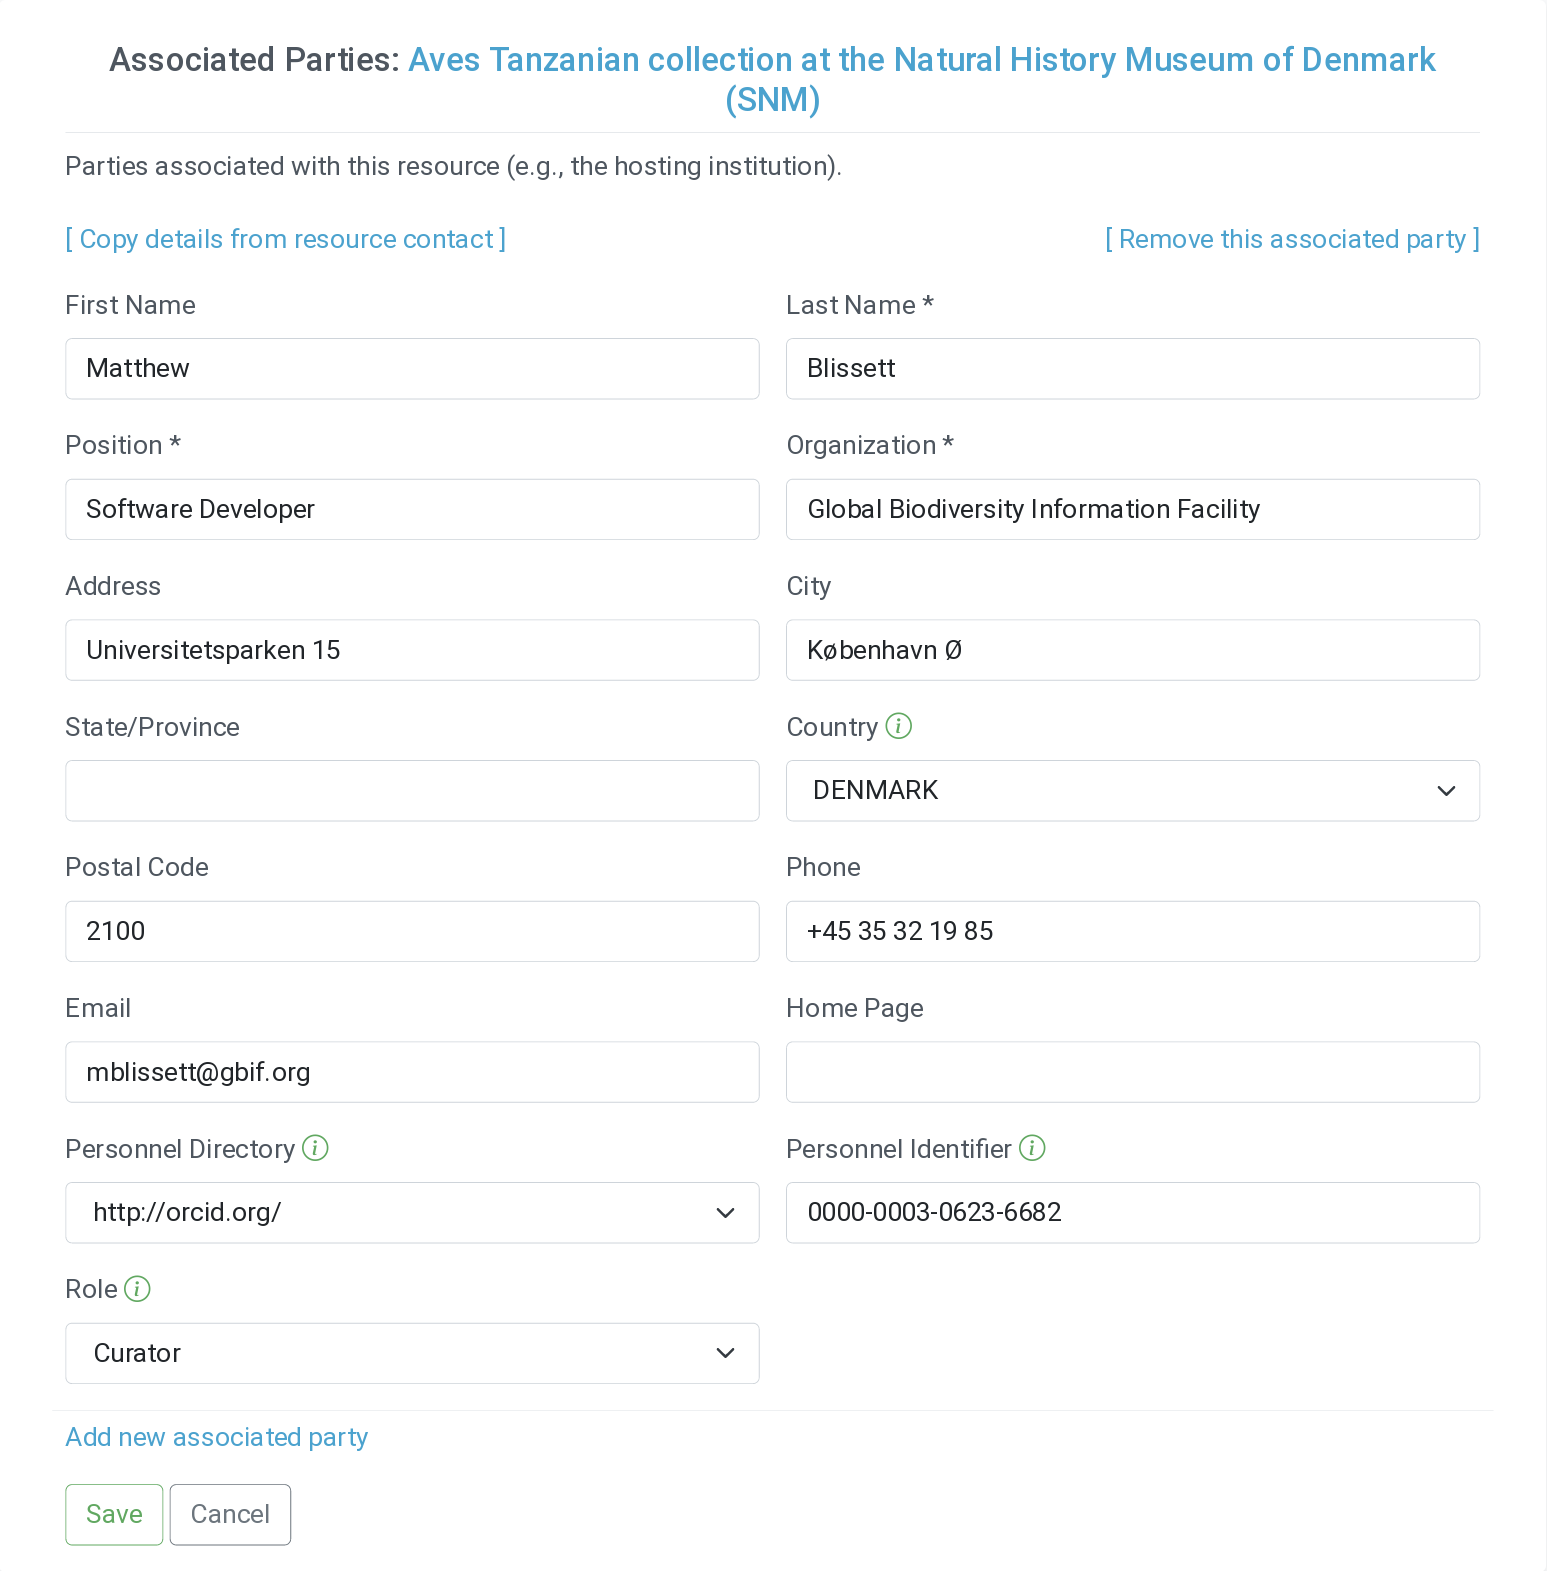 Associated Parties: Aves Tanzanian collection at the Natural History Museum of Denmark
(SNM)
Parties associated with this resource (e.g., the hosting institution).
[ Copy details from resource contact ] [ Remove this associated party ]
First Name Last Name *
Matthew Blissett
Position * Organization *
Software Developer Global Biodiversity Information Facility
Address City
Universitetsparken 15 København Ø
State/Province Country i
DENMARK
Postal Code Phone
2100 +45 35 32 19 85
Email Home Page
mblissett@gbif.org
Personnel Directory i Personnel Identifier i
http://orcid.org/ 0000-0003-0623-6682
Role i
Curator
Add new associated party
Save Cancel